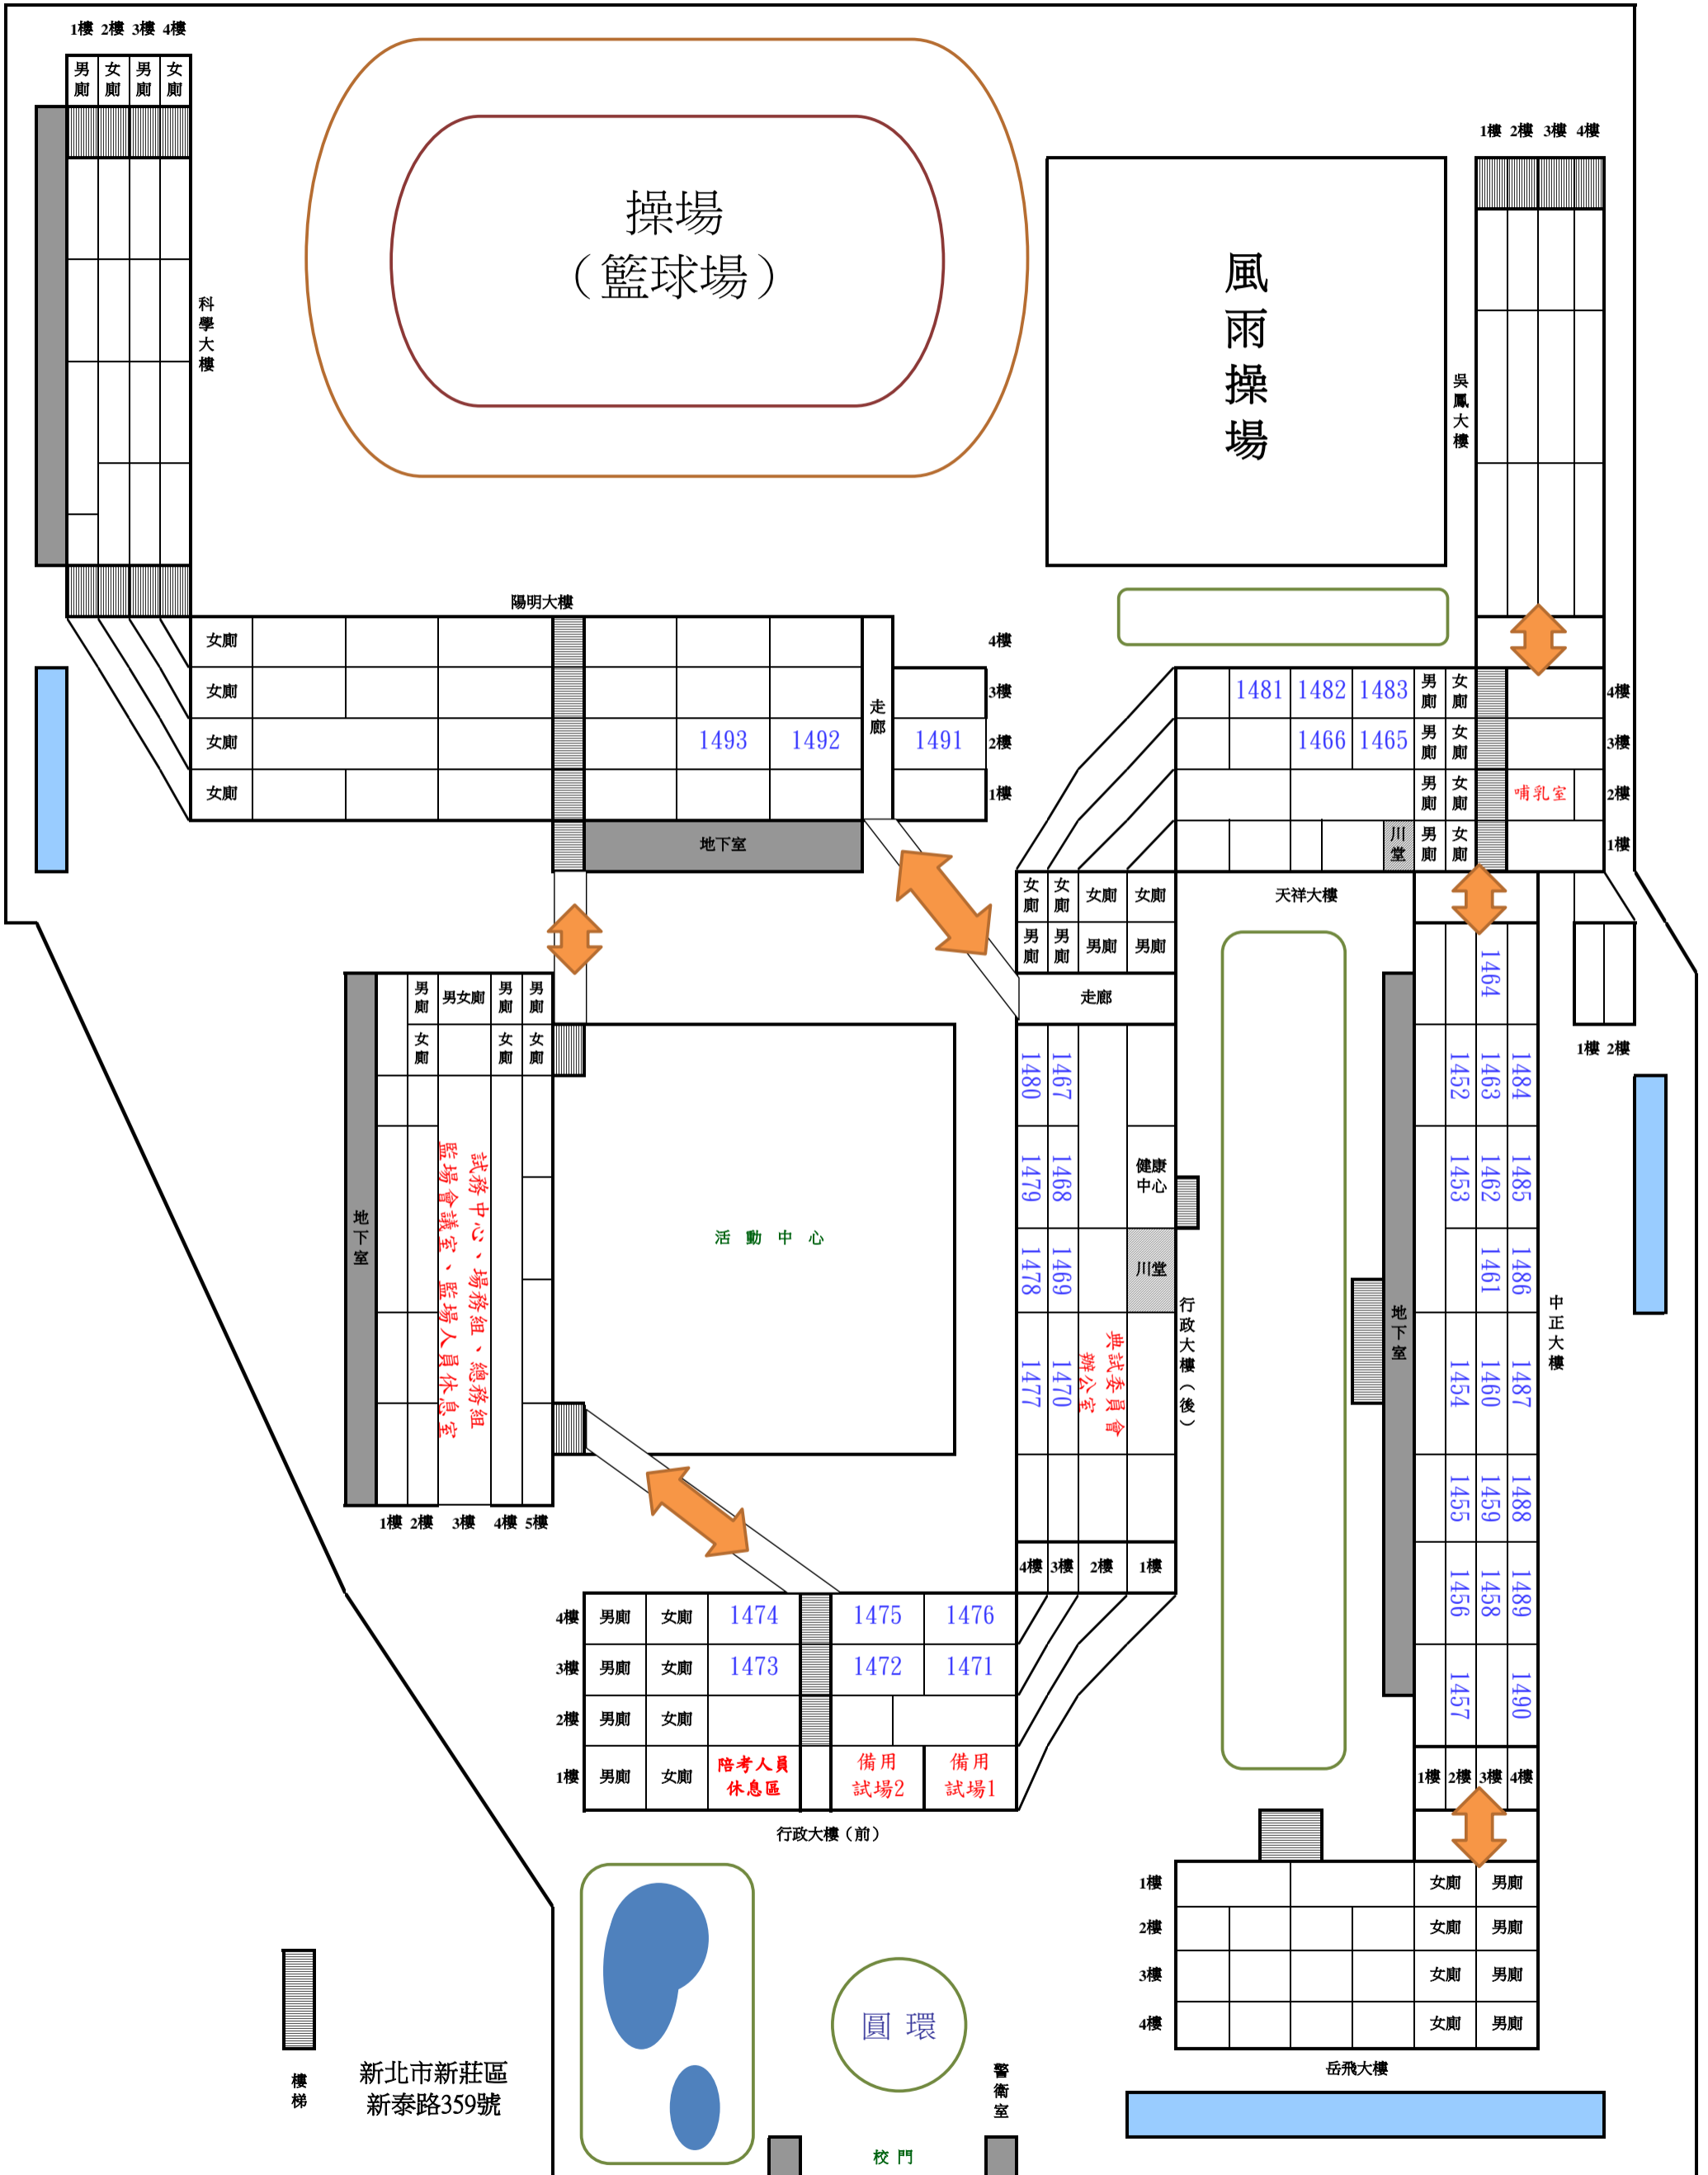 1樓 2樓 3樓 4樓
男廁 女廁 男廁 女廁
科學大樓
操場
（籃球場）
風雨操場
1樓 2樓 3樓 4樓
吳鳳大樓
陽明大樓
女廁 4樓
女廁 3樓
女廁 1493 1492 1491 2樓
女廁 1樓
走廊
地下室
1481 1482 1483 男廁 女廁 4樓
1466 1465 男廁 女廁 3樓
男廁 女廁 哺乳室 2樓
川堂 男廁 女廁 1樓
天祥大樓
女廁 女廁 女廁 女廁
男廁 男廁 男廁 男廁
走廊
1480 1467
1479 1468 健康中心
1478 1469 川堂
1477 1470 典試委員會
辦公室
行政大樓（後）
4樓 3樓 2樓 1樓
男廁 男女廁 男廁 男廁
女廁 女廁 女廁
地下室
試務中心、場務組、總務組
監場會議室、監場人員休息室
1樓 2樓 3樓 4樓 5樓
活動中心
1464
1452 1463 1484
1453 1462 1485
1461 1486
1454 1460 1487
1455 1459 1488
1456 1458 1489
1457 1490
1樓 2樓 3樓 4樓
地下室
中正大樓
1樓 2樓
4樓 男廁 女廁 1474 1475 1476
3樓 男廁 女廁 1473 1472 1471
2樓 男廁 女廁
1樓 男廁 女廁 陪考人員
休息區
備用
試場2
備用
試場1
行政大樓（前）
1樓 女廁 男廁
2樓 女廁 男廁
3樓 女廁 男廁
4樓 女廁 男廁
岳飛大樓
圓環
警衛室
校門
樓梯
新北市新莊區
新泰路359號